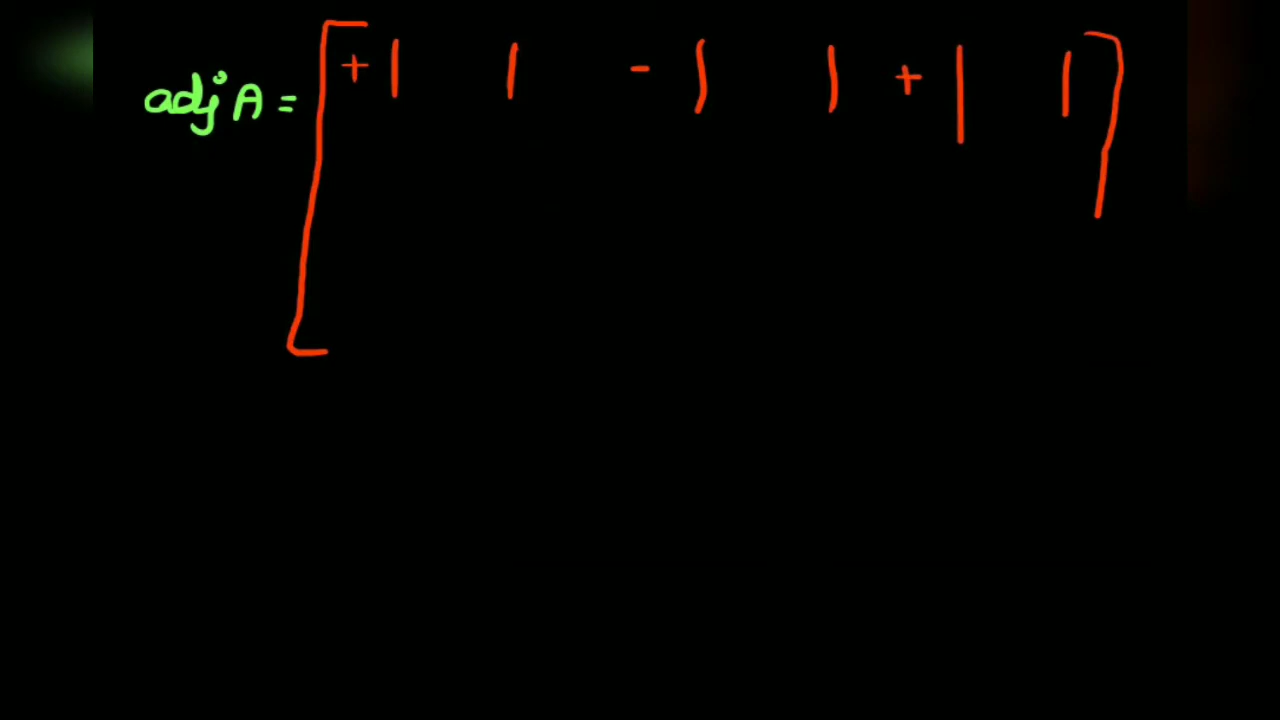 adj A = [ + | | - | | + | | ]